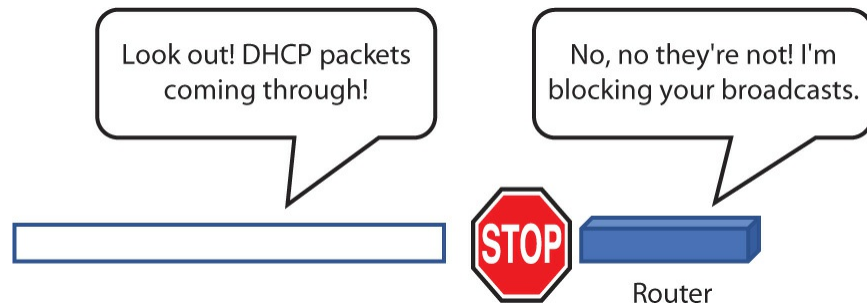 Look out! DHCP packets
coming through!
No, no they're not! I'm
blocking your broadcasts.
STOP
Router